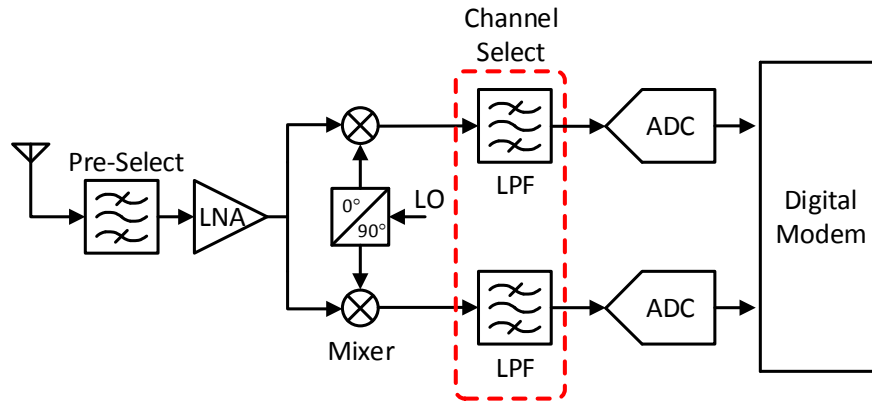 Channel
Select
Pre-Select
LNA
0°
90°
LO
Mixer
LPF
LPF
ADC
ADC
Digital
Modem